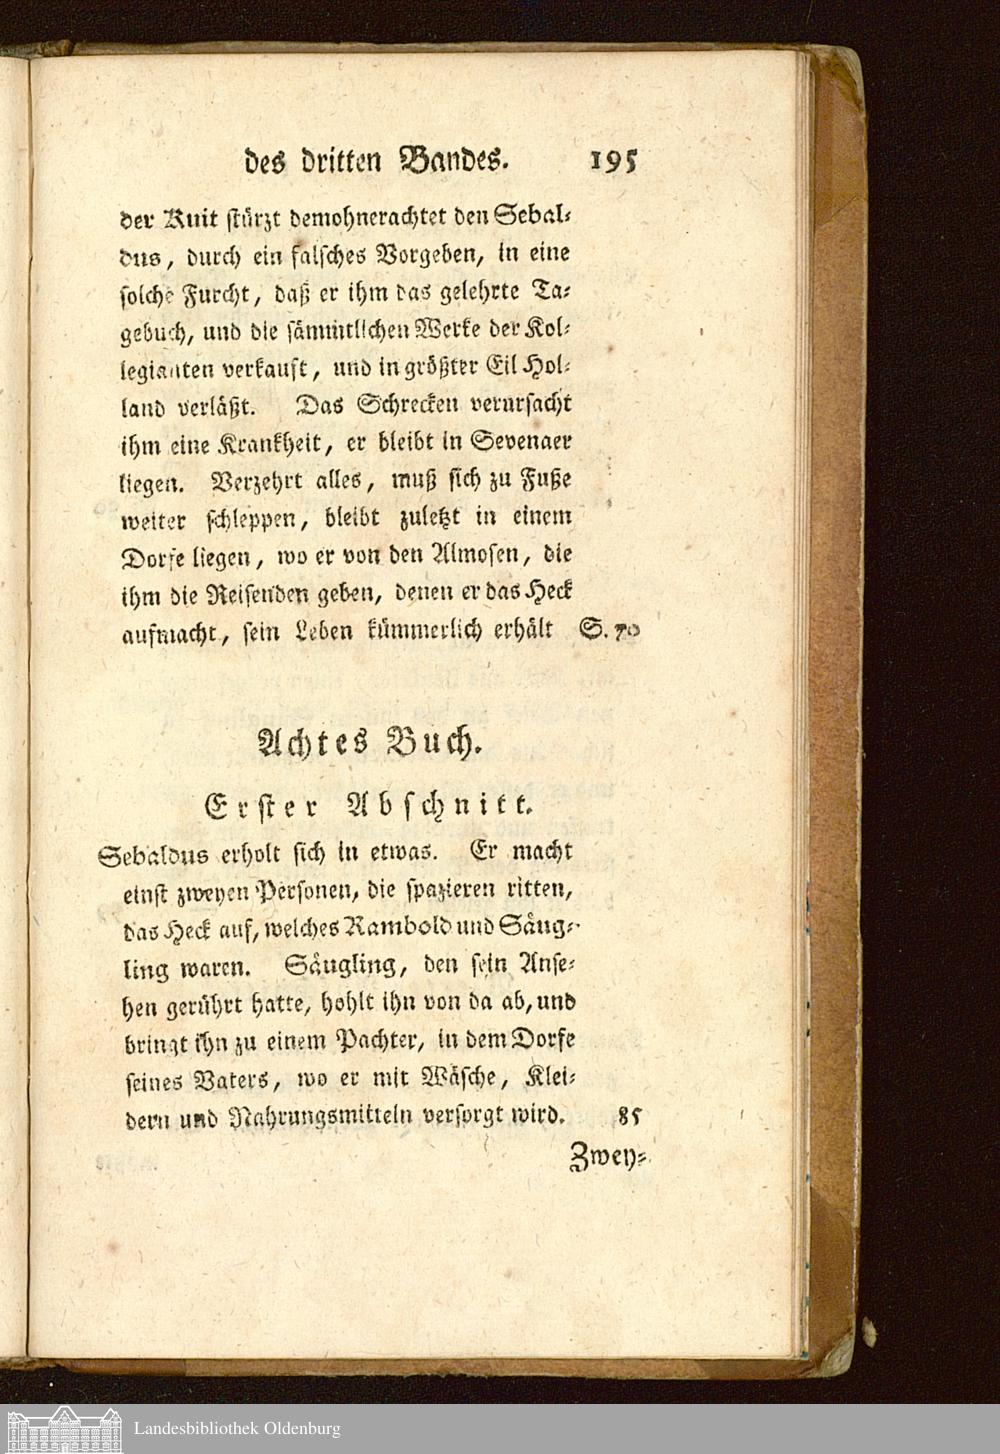 des dritten Bandes. 195
der Kuit stürzt demohnerachtet den Sebal-
dus, durch ein falsches Vorgeben, in eine
solche Furcht, daß er ihm das gelehrte Ta-
gebuch, und die sämmtlichen Werke der Kol-
legianten verkauft, und in größter Eil Hol-
land verläßt. Das Schrecken verursacht
ihm eine Krankheit, er bleibt in Sevenaer
liegen. Verzehrt alles, muß sich zu Fuße
weiter schleppen, bleibt zuletzt in einem
Dorfe liegen, wo er von den Almosen, die
ihm die Reisenden geben, denen er das Heck
aufmacht, sein Leben kümmerlich erhält S. 70
Achtes Buch.
Erster Abschnitt.
Sebaldus erholt sich in etwas. Er macht
einst zweyen Personen, die spazieren ritten,
das Heck auf, welches Rambold und Säug-
ling waren. Säugling, den sein Anse-
hen gerührt hatte, hohlt ihn von da ab, und
bringt ihn zu einem Pachter, in dem Dorfe
seines Vaters, wo er mit Wäsche, Klei-
dern und Nahrungsmitteln versorgt wird. 85
Zwey-
Landesbibliothek Oldenburg